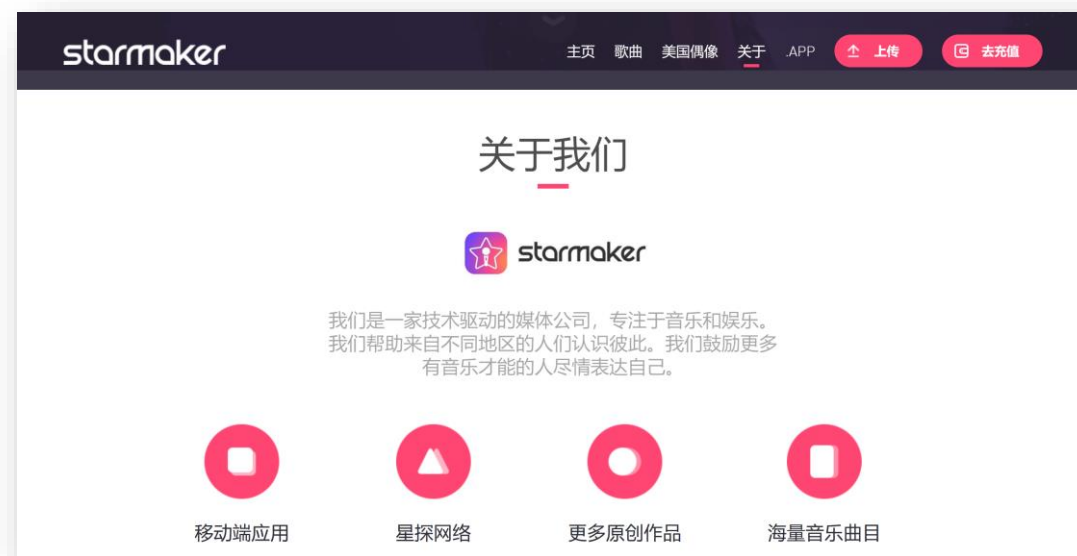 starmaker 主页 歌曲 美国偶像 关于 .APP 上传 去充值
关于我们
starmaker
我们是一家技术驱动的媒体公司，专注于音乐和娱乐。
我们帮助来自不同地区的人们认识彼此。我们鼓励更多
有音乐才能的人尽情表达自己。
移动端应用 星探网络 更多原创作品 海量音乐曲目